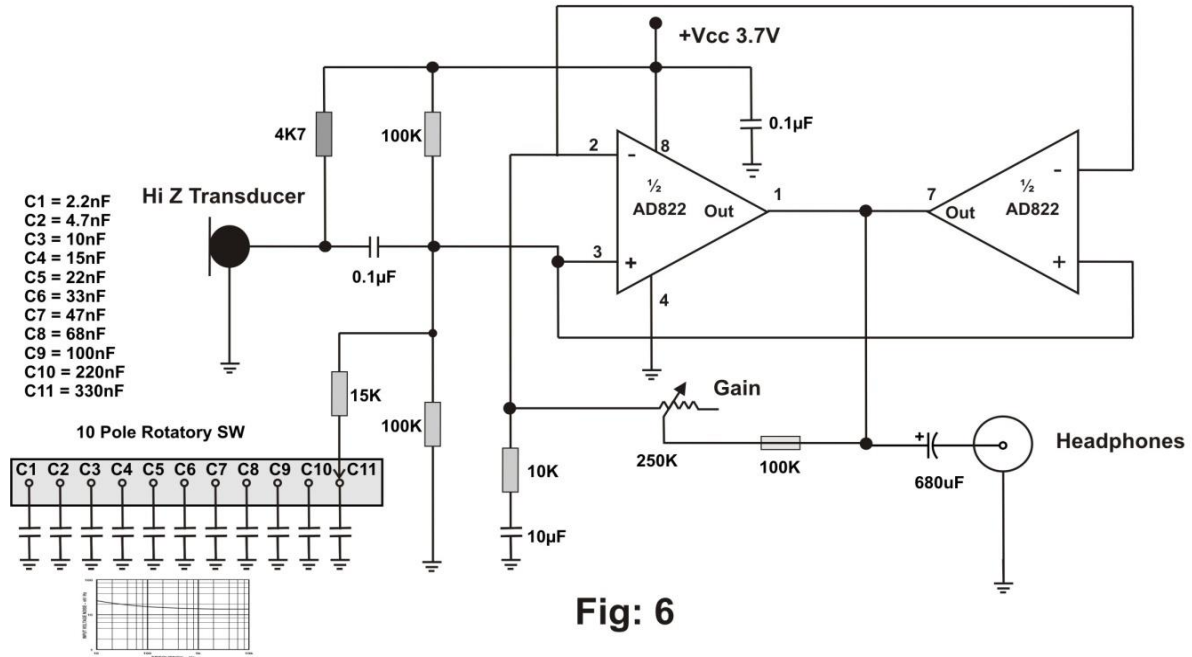 +Vcc 3.7V
4K7
100K
0.1µF
2
-
8
½
AD822
Out
1
7
Out
½
AD822
-
+
3
+
4
Hi Z Transducer
0.1µF
C1 = 2.2nF
C2 = 4.7nF
C3 = 10nF
C4 = 15nF
C5 = 22nF
C6 = 33nF
C7 = 47nF
C8 = 68nF
C9 = 100nF
C10 = 220nF
C11 = 330nF
15K
100K
10 Pole Rotatory SW
C1 C2 C3 C4 C5 C6 C7 C8 C9 C10 C11
Gain
250K
100K
10K
10µF
+
680uF
Headphones
Fig: 6